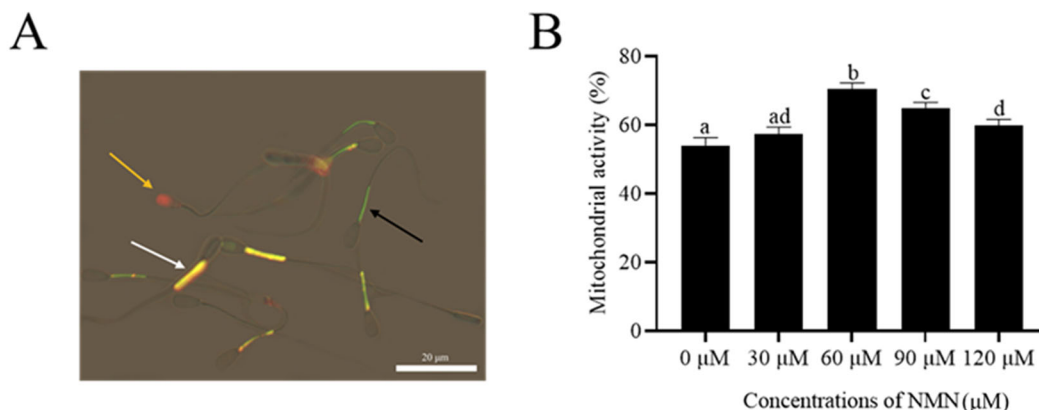 A
20 μm
B
Mitochondrial activity (%)
80
60
40
20
0
a
ad
b
c
d
0 μM 30 μM 60 μM 90 μM 120 μM
Concentrations of NMN (μM)